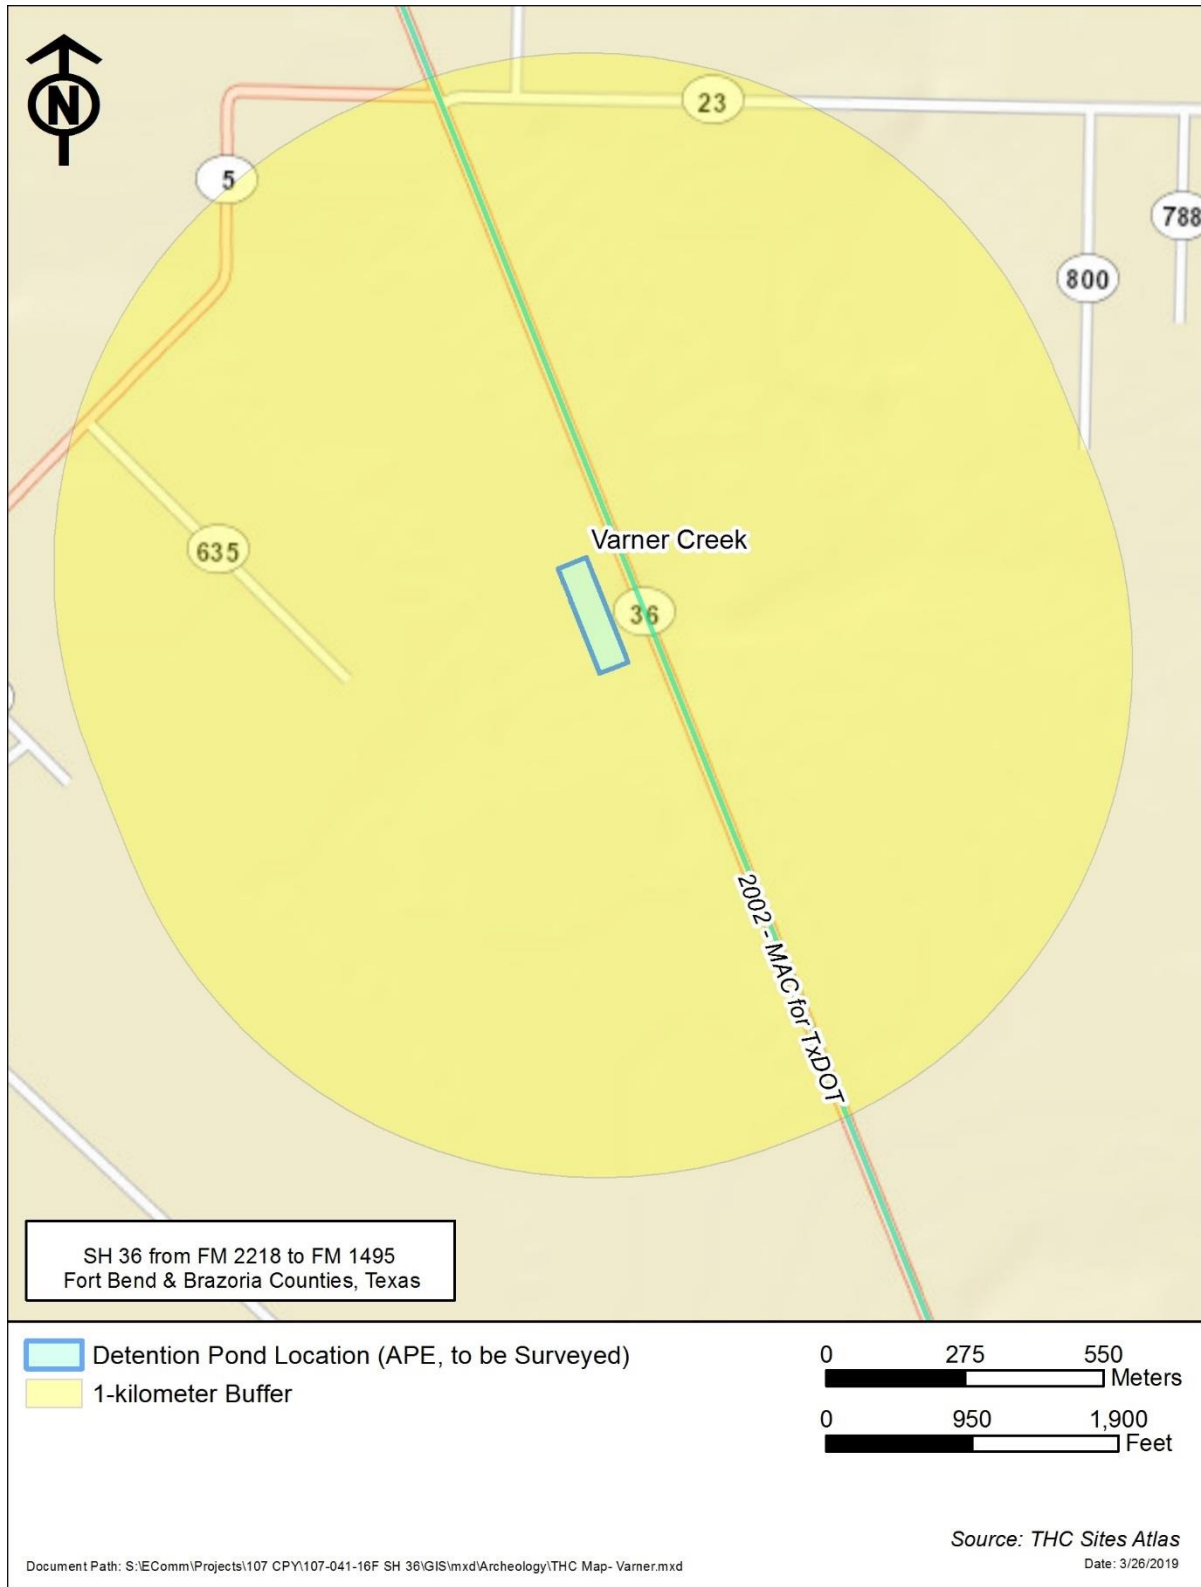 N
23
5
788
800
Varner Creek
635
36
2002 - MAC for TxDOT
SH 36 from FM 2218 to FM 1495
Fort Bend & Brazoria Counties, Texas
Detention Pond Location (APE, to be Surveyed)
1-kilometer Buffer
0 275 550
Meters
0 950 1,900
Feet
Source: THC Sites Atlas
Document Path: S:\EComm\Projects\107 CPY\107-041-16F SH 36\GIS\mxd\Archeology\THC Map- Varner.mxd
Date: 3/26/2019